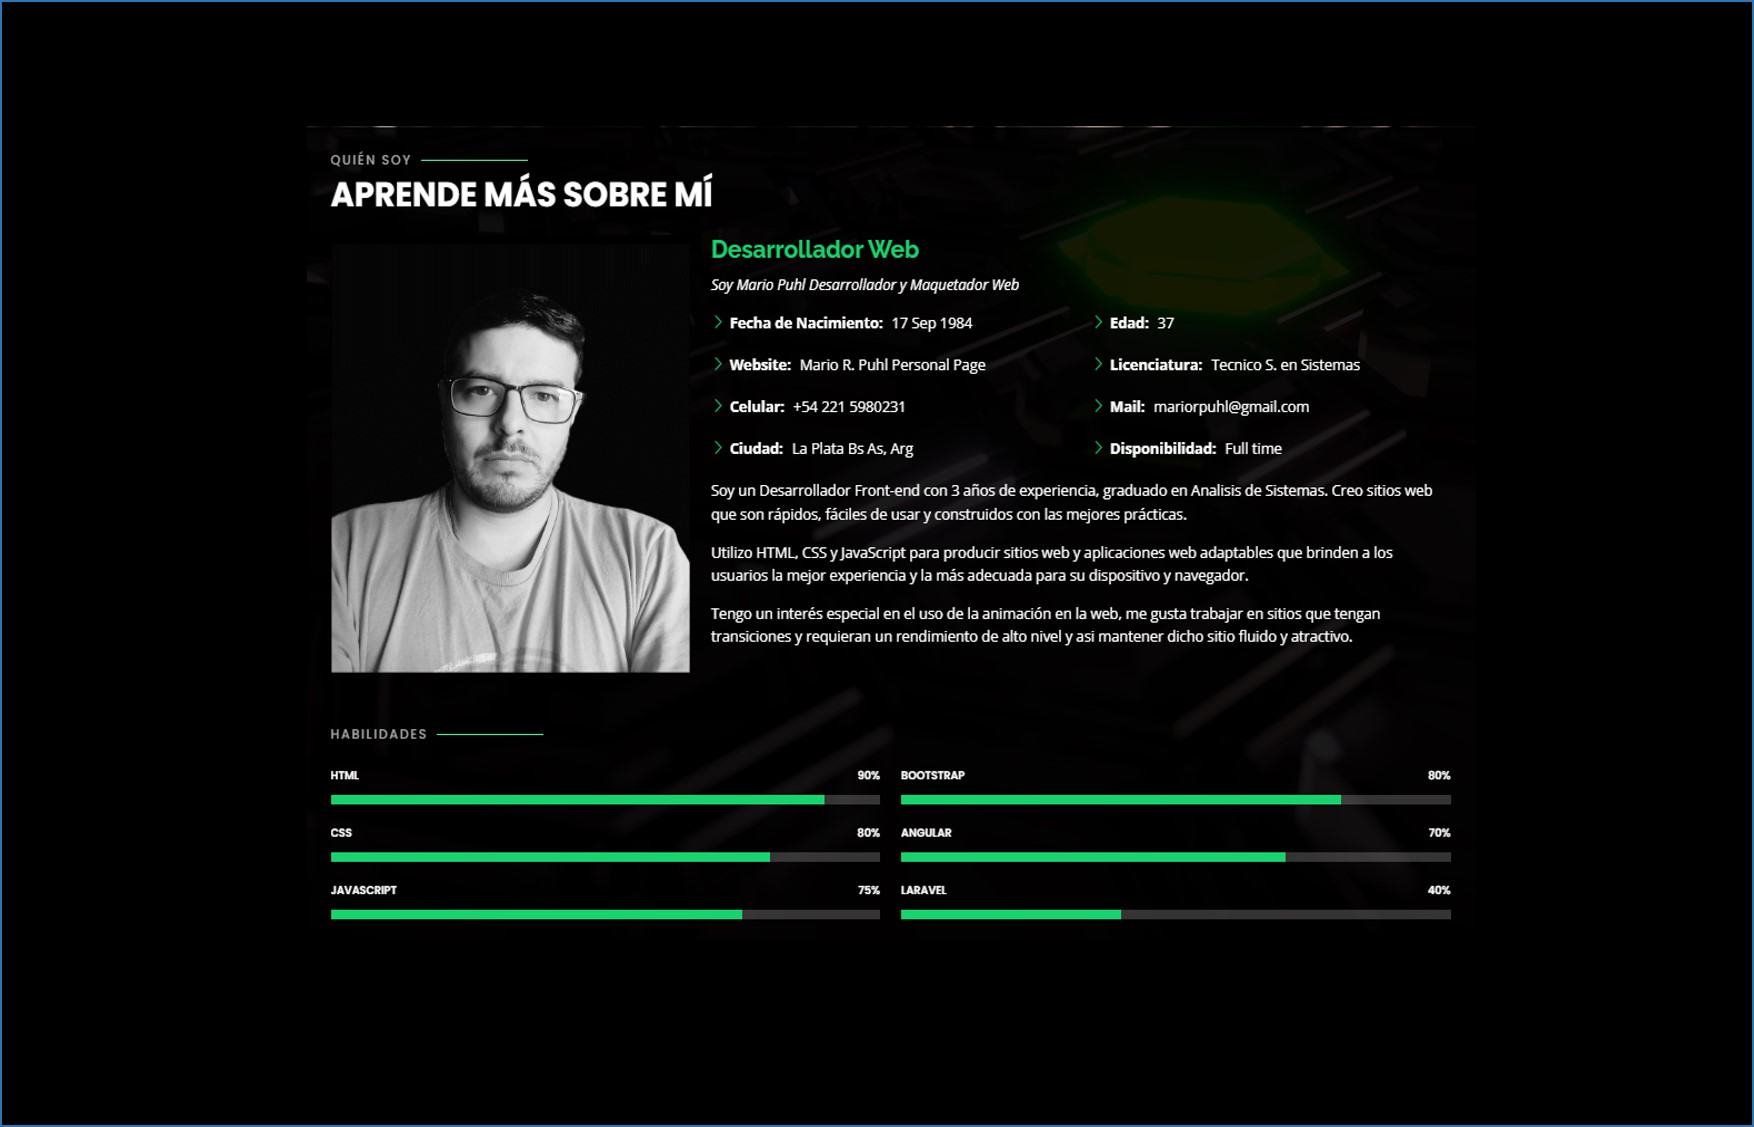 QUIÉN SOY
APRENDE MÁS SOBRE MÍ
Desarrollador Web
Soy Mario Puhl Desarrollador y Maquetador Web
Fecha de Nacimiento: 17 Sep 1984
Edad: 37
Website: Mario R. Puhl Personal Page
Licenciatura: Tecnico S. en Sistemas
Celular: +54 221 5980231
Mail: mariorpuhl@gmail.com
Ciudad: La Plata Bs As, Arg
Disponibilidad: Full time
Soy un Desarrollador Front-end con 3 años de experiencia, graduado en Analisis de Sistemas. Creo sitios web
que son rápidos, fáciles de usar y construidos con las mejores prácticas.
Utilizo HTML, CSS y JavaScript para producir sitios web y aplicaciones web adaptables que brinden a los
usuarios la mejor experiencia y la más adecuada para su dispositivo y navegador.
Tengo un interés especial en el uso de la animación en la web, me gusta trabajar en sitios que tengan
transiciones y requieran un rendimiento de alto nivel y asi mantener dicho sitio fluido y atractivo.
HABILIDADES
HTML 90%
BOOTSTRAP 80%
CSS 80%
ANGULAR 70%
JAVASCRIPT 75%
LARAVEL 40%